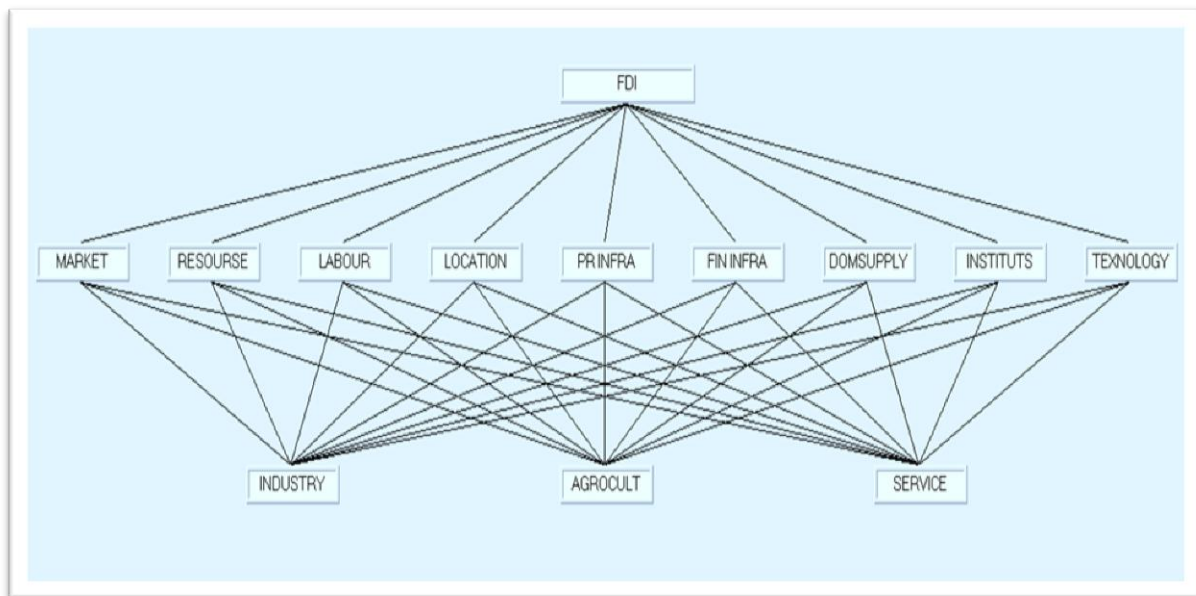 FDI
MARKET RESOURSE LABOUR LOCATION PR INFRA FIN INFRA DOMSUPPLY INSTITUTS TEXNOLOGY
INDUSTRY AGROCULT SERVICE